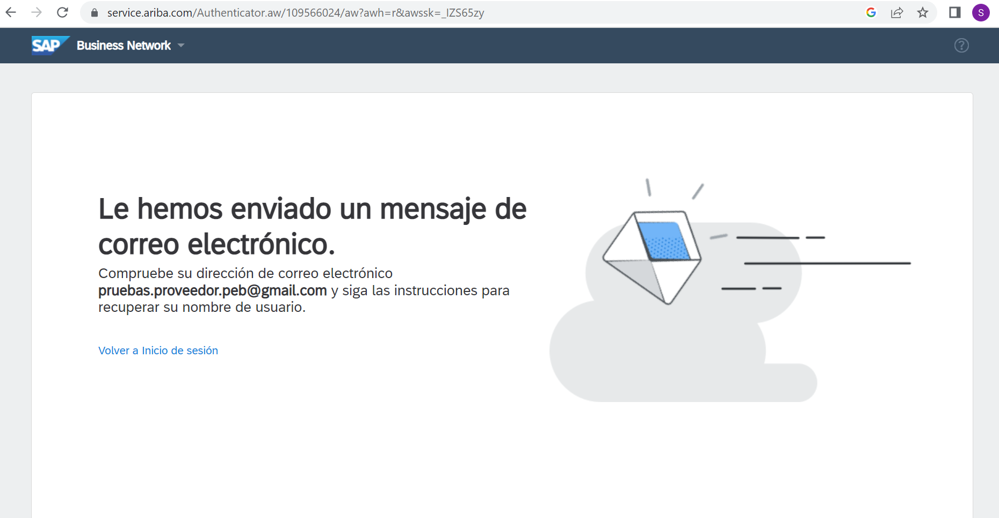 service.ariba.com/Authenticator.aw/109566024/aw?awh=r&awssk=_IZS65zy
S
SAP Business Network
?
Le hemos enviado un mensaje de
correo electrónico.
Compruebe su dirección de correo electrónico
pruebas.proveedor.peb@gmail.com y siga las instrucciones para
recuperar su nombre de usuario.
Volver a Inicio de sesión